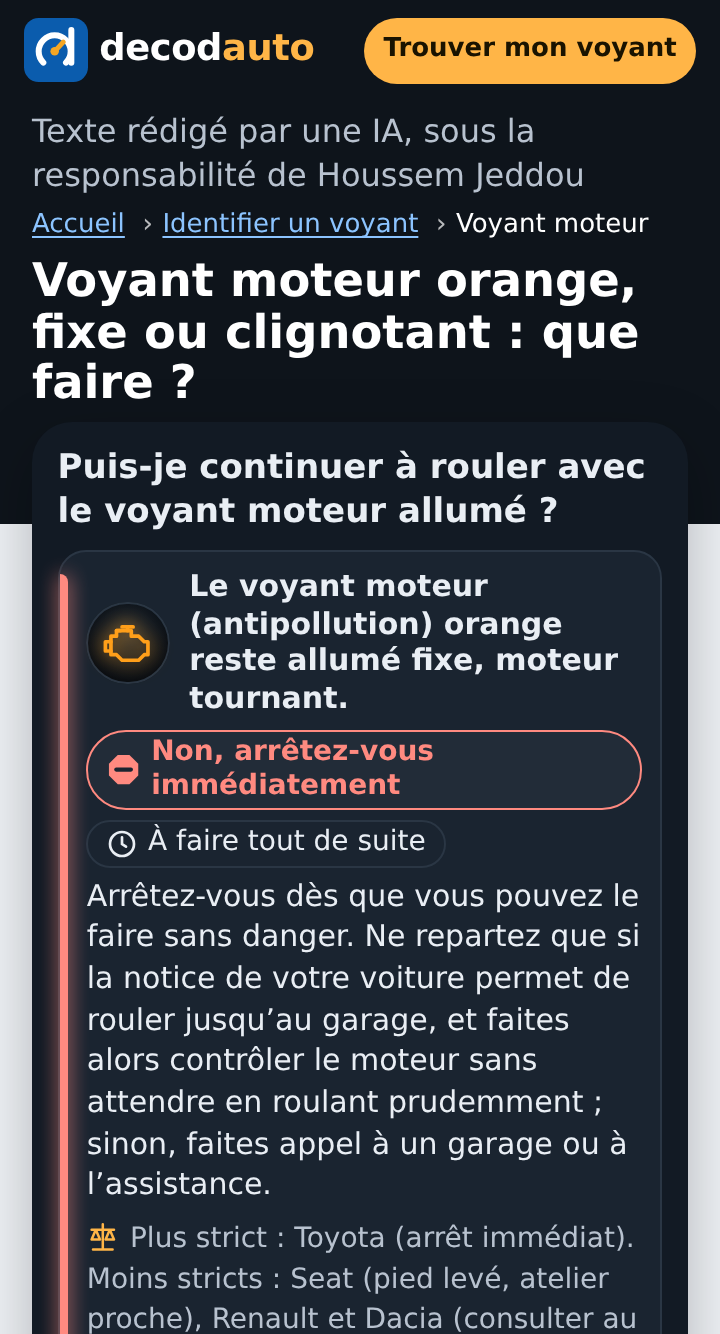 decodauto
Trouver mon voyant
Texte rédigé par une IA, sous la
responsabilité de Houssem Jeddou
Accueil › Identifier un voyant › Voyant moteur
Voyant moteur orange,
fixe ou clignotant : que
faire ?
Puis-je continuer à rouler avec
le voyant moteur allumé ?
Le voyant moteur
(antipollution) orange
reste allumé fixe, moteur
tournant.
Non, arrêtez-vous
immédiatement
À faire tout de suite
Arrêtez-vous dès que vous pouvez le
faire sans danger. Ne repartez que si
la notice de votre voiture permet de
rouler jusqu’au garage, et faites
alors contrôler le moteur sans
attendre en roulant prudemment ;
sinon, faites appel à un garage ou à
l’assistance.
Plus strict : Toyota (arrêt immédiat).
Moins stricts : Seat (pied levé, atelier
proche), Renault et Dacia (consulter au